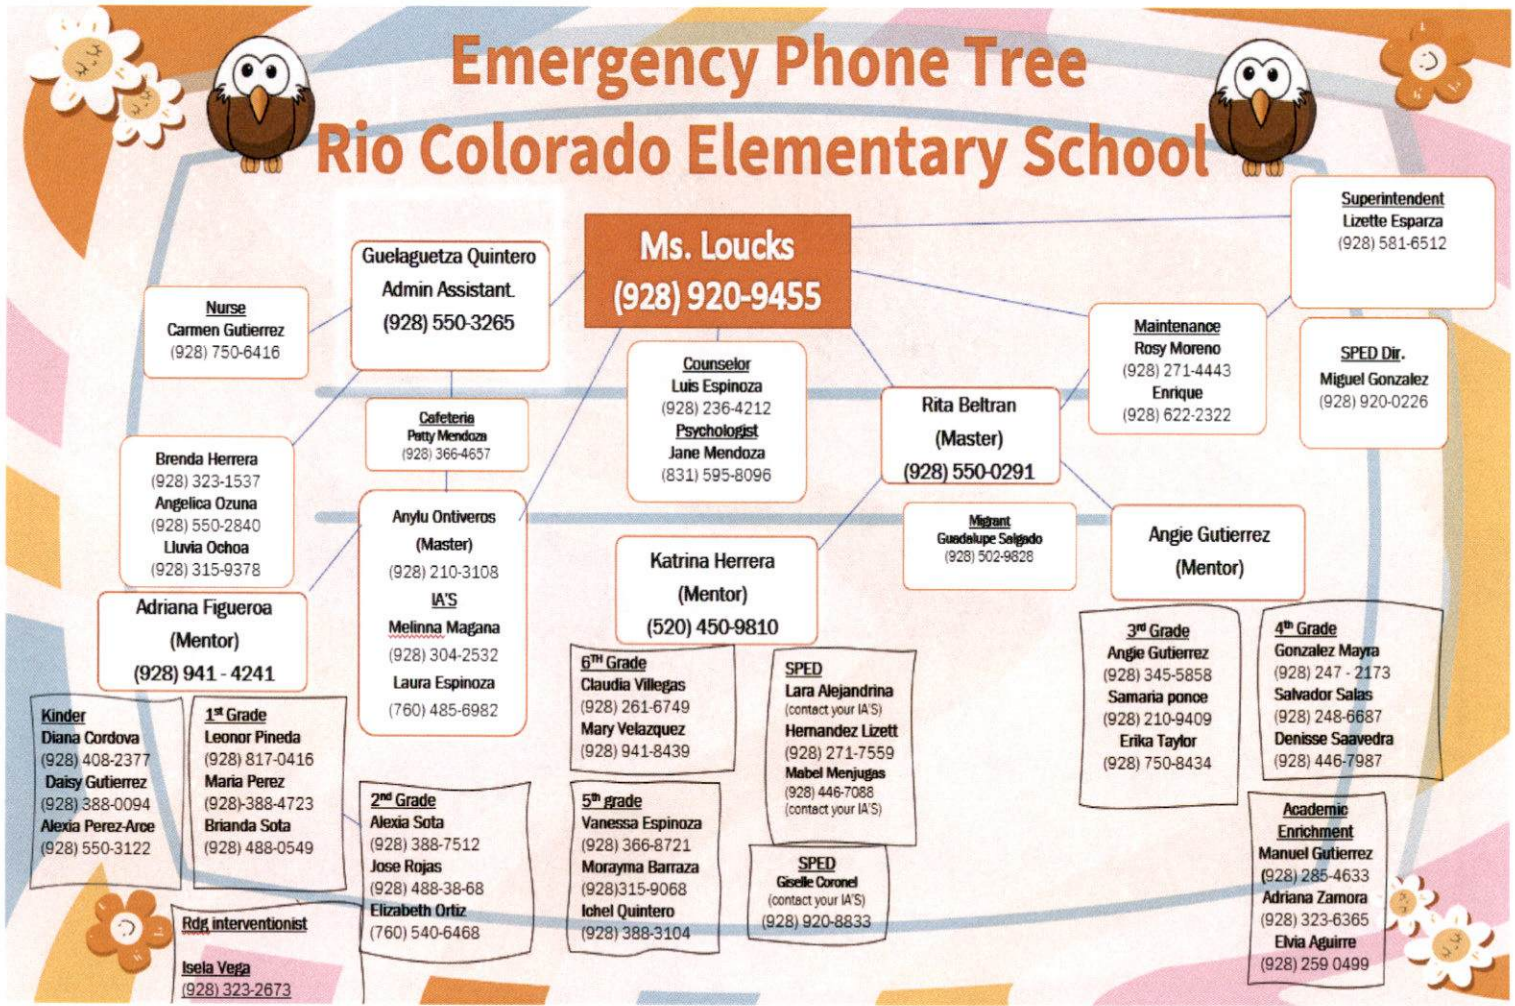 Emergency Phone Tree
Rio Colorado Elementary School
Superintendent
Lizette Esparza
(928) 581-6512
Ms. Loucks
(928) 920-9455
Guelaguetza Quintero
Admin Assistant.
(928) 550-3265
Nurse
Carmen Gutierrez
(928) 750-6416
Maintenance
Rosy Moreno
(928) 271-4443
Enrique
(928) 622-2322
SPED Dir.
Miguel Gonzalez
(928) 920-0226
Counselor
Luis Espinoza
(928) 236-4212
Psychologist
Jane Mendoza
(831) 595-8096
Rita Beltran
(Master)
(928) 550-0291
Cafeteria
Patty Mendoza
(928) 366-4657
Brenda Herrera
(928) 323-1537
Angelica Ozuna
(928) 550-2840
Lluvia Ochoa
(928) 315-9378
Anylu Ontiveros
(Master)
(928) 210-3108
IA'S
Melinna Magana
(928) 304-2532
Laura Espinoza
(760) 485-6982
Migrant
Guadalupe Salgado
(928) 502-9828
Angie Gutierrez
(Mentor)
Katrina Herrera
(Mentor)
(520) 450-9810
Adriana Figueroa
(Mentor)
(928) 941 - 4241
Kinder
Diana Cordova
(928) 408-2377
Daisy Gutierrez
(928) 388-0094
Alexia Perez-Arce
(928) 550-3122
1st Grade
Leonor Pineda
(928) 817-0416
Maria Perez
(928)-388-4723
Brianda Sota
(928) 488-0549
2nd Grade
Alexia Sota
(928) 388-7512
Jose Rojas
(928) 488-38-68
Elizabeth Ortiz
(760) 540-6468
Rdg interventionist
Isela Vega
(928) 323-2673
6TH Grade
Claudia Villegas
(928) 261-6749
Mary Velazquez
(928) 941-8439
5th grade
Vanessa Espinoza
(928) 366-8721
Morayma Barraza
(928)315-9068
Ichel Quintero
(928) 388-3104
SPED
Lara Alejandrina
(contact your IA'S)
Hernandez Lizett
(928) 271-7559
Mabel Menjugas
(928) 446-7088
(contact your IA'S)
SPED
Giselle Coronel
(contact your IA'S)
(928) 920-8833
3rd Grade
Angie Gutierrez
(928) 345-5858
Samaria ponce
(928) 210-9409
Erika Taylor
(928) 750-8434
4th Grade
Gonzalez Mayra
(928) 247 - 2173
Salvador Salas
(928) 248-6687
Denisse Saavedra
(928) 446-7987
Academic
Enrichment
Manuel Gutierrez
(928) 285-4633
Adriana Zamora
(928) 323-6365
Elvia Aguirre
(928) 259 0499